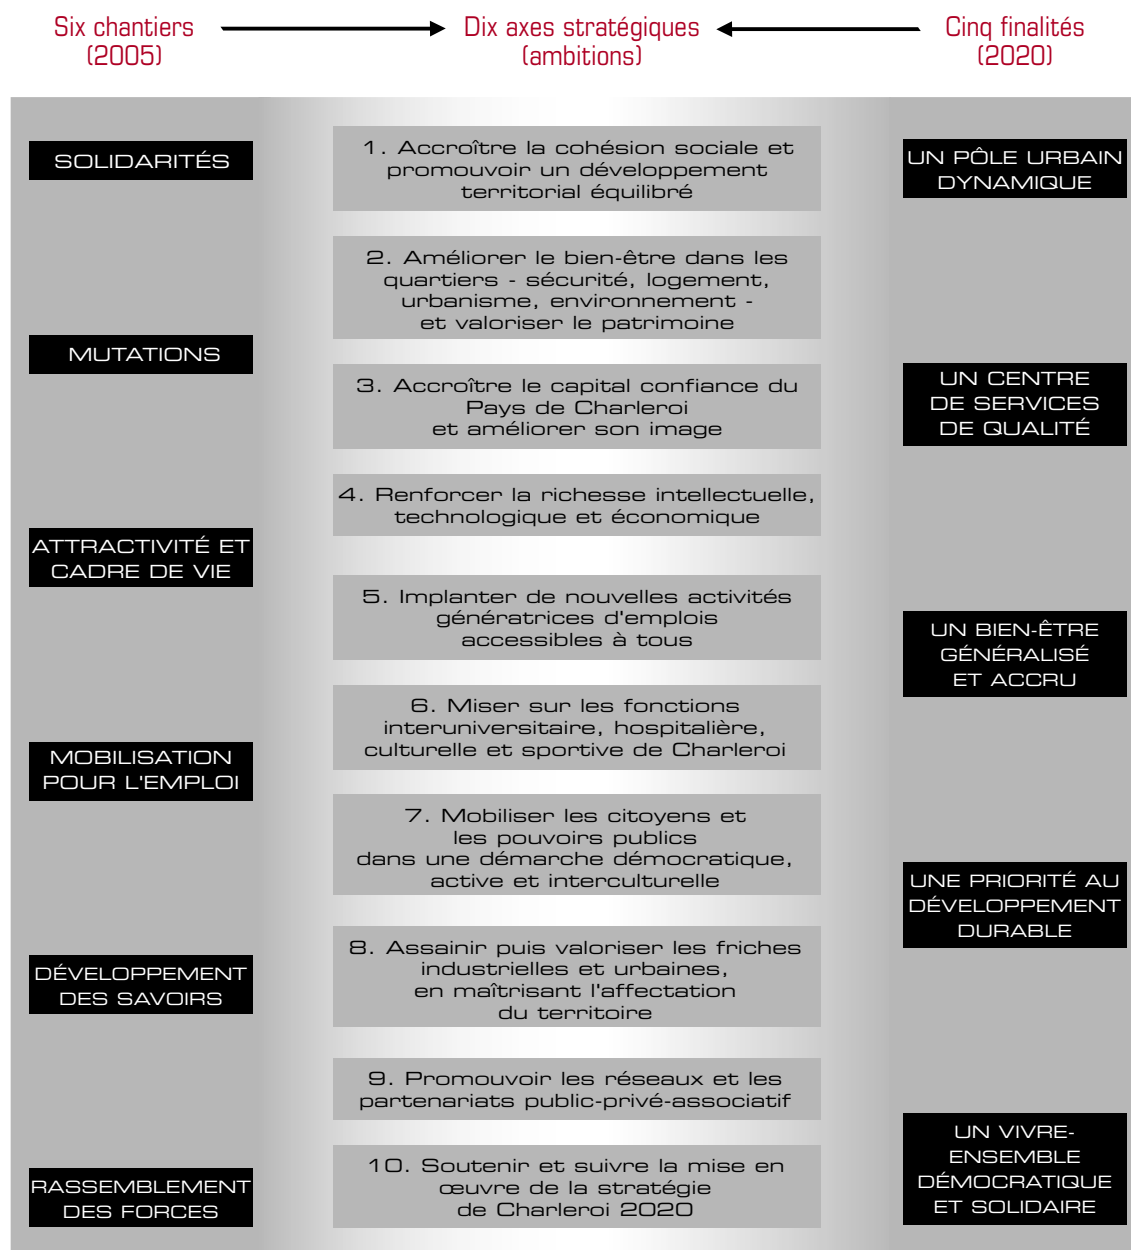 Six chantiers
(2005)
Dix axes stratégiques
(ambitions)
Cinq finalités
(2020)
SOLIDARITÉS
MUTATIONS
ATTRACTIVITÉ ET
CADRE DE VIE
MOBILISATION
POUR L'EMPLOI
DÉVELOPPEMENT
DES SAVOIRS
RASSEMBLEMENT
DES FORCES
1. Accroître la cohésion sociale et
promouvoir un développement
territorial équilibré
2. Améliorer le bien-être dans les
quartiers - sécurité, logement,
urbanisme, environnement -
et valoriser le patrimoine
3. Accroître le capital confiance du
Pays de Charleroi
et améliorer son image
4. Renforcer la richesse intellectuelle,
technologique et économique
5. Implanter de nouvelles activités
génératrices d'emplois
accessibles à tous
6. Miser sur les fonctions
interuniversitaire, hospitalière,
culturelle et sportive de Charleroi
7. Mobiliser les citoyens et
les pouvoirs publics
dans une démarche démocratique,
active et interculturelle
8. Assainir puis valoriser les friches
industrielles et urbaines,
en maîtrisant l'affectation
du territoire
9. Promouvoir les réseaux et les
partenariats public-privé-associatif
10. Soutenir et suivre la mise en
œuvre de la stratégie
de Charleroi 2020
UN PÔLE URBAIN
DYNAMIQUE
UN CENTRE
DE SERVICES
DE QUALITÉ
UN BIEN-ÊTRE
GÉNÉRALISÉ
ET ACCRU
UNE PRIORITÉ AU
DÉVELOPPEMENT
DURABLE
UN VIVRE-
ENSEMBLE
DÉMOCRATIQUE
ET SOLIDAIRE